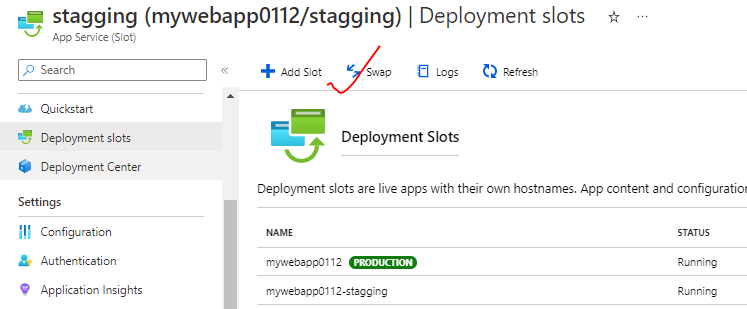 stagging (mywebapp0112/stagging) | Deployment slots ☆ ...
App Service (Slot)
Search «
+ Add Slot Swap Logs Refresh
Quickstart
Deployment slots
Deployment Center
Settings
Configuration
Authentication
Application Insights
Deployment Slots
Deployment slots are live apps with their own hostnames. App content and configuration
NAME STATUS
mywebapp0112 PRODUCTION Running
mywebapp0112-stagging Running